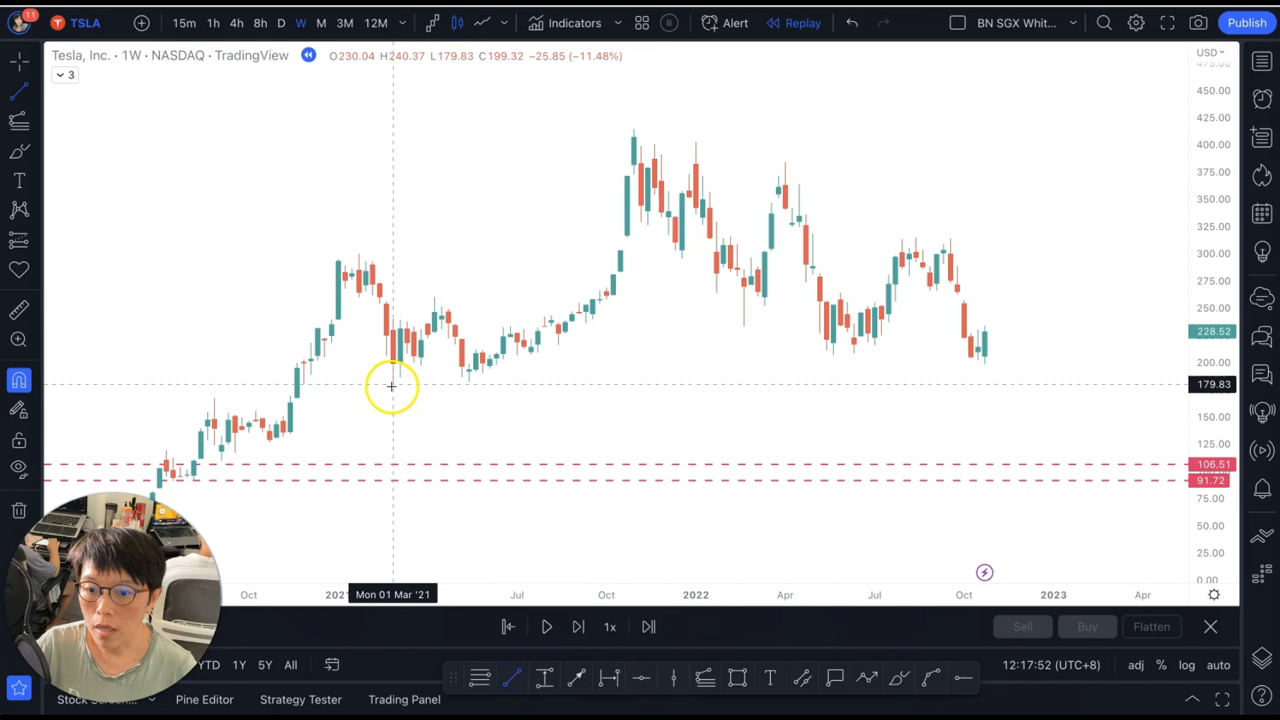 11
TSLA
15m 1h 4h 8h D W M 3M 12M
Indicators
B
Alert
Replay
BN SGX Whit...
Publish
Tesla, Inc. · 1W · NASDAQ · TradingView
O230.04 H240.37 L179.83 C199.32 −25.85 (−11.48%)
3
USD
475.00
450.00
425.00
400.00
375.00
350.00
325.00
300.00
275.00
250.00
228.52
200.00
179.83
150.00
125.00
106.51
91.72
75.00
50.00
25.00
0.00
Oct 2021 Mon 01 Mar '21 Jul Oct 2022 Apr Jul Oct 2023 Apr
1x
Sell Buy Flatten
YTD 1Y 5Y All
12:17:52 (UTC+8) adj % log auto
Pine Editor Strategy Tester Trading Panel